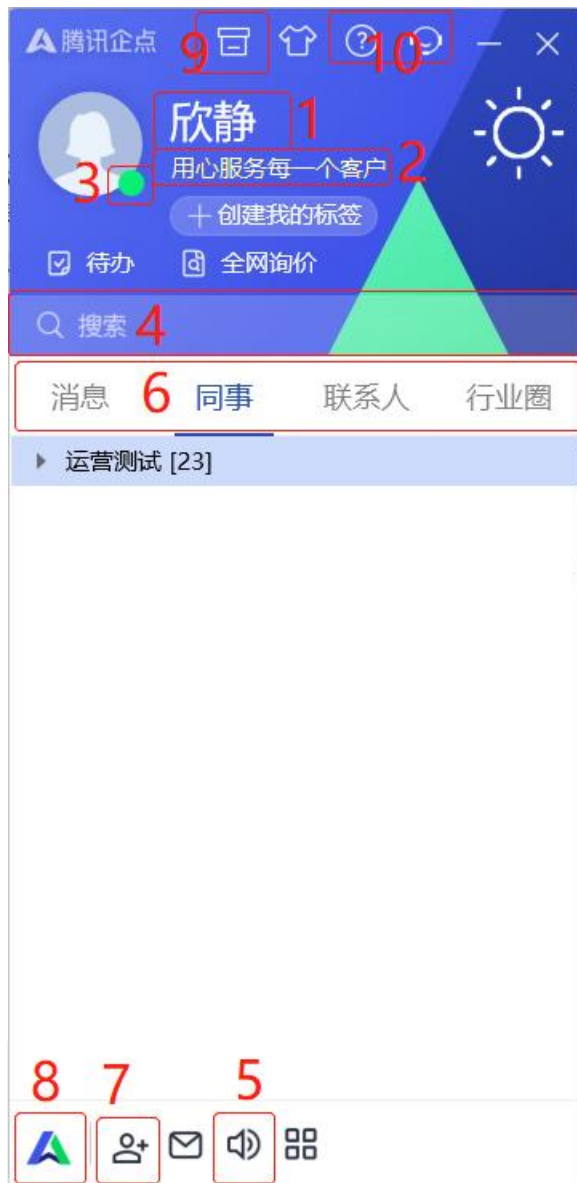 腾讯企点 9 10
欣静 1
用心服务每一个客户 2
3
+ 创建我的标签
待办 全网询价
搜索 4
消息 6 同事 联系人 行业圈
运营测试 [23]
8 7 5